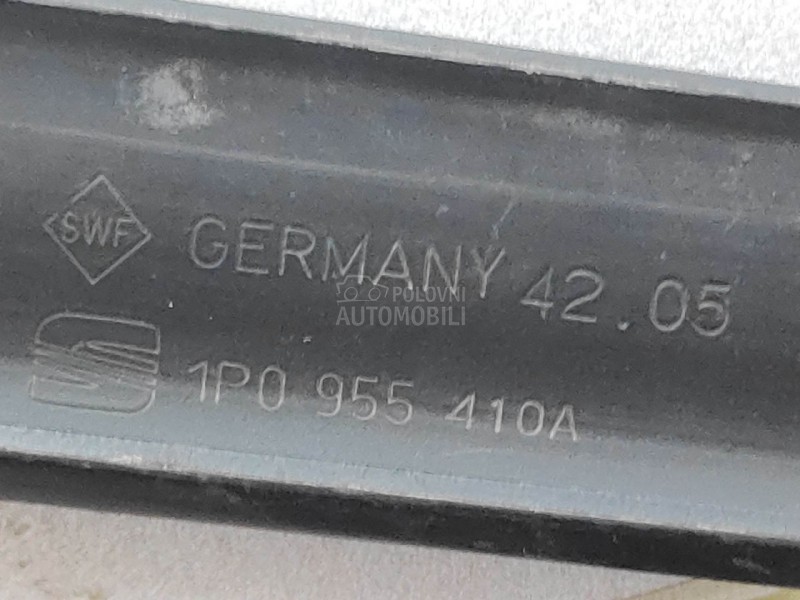 SWF GERMANY 42.05
POLOVNI
AUTOMOBILI
1P0 955 410A